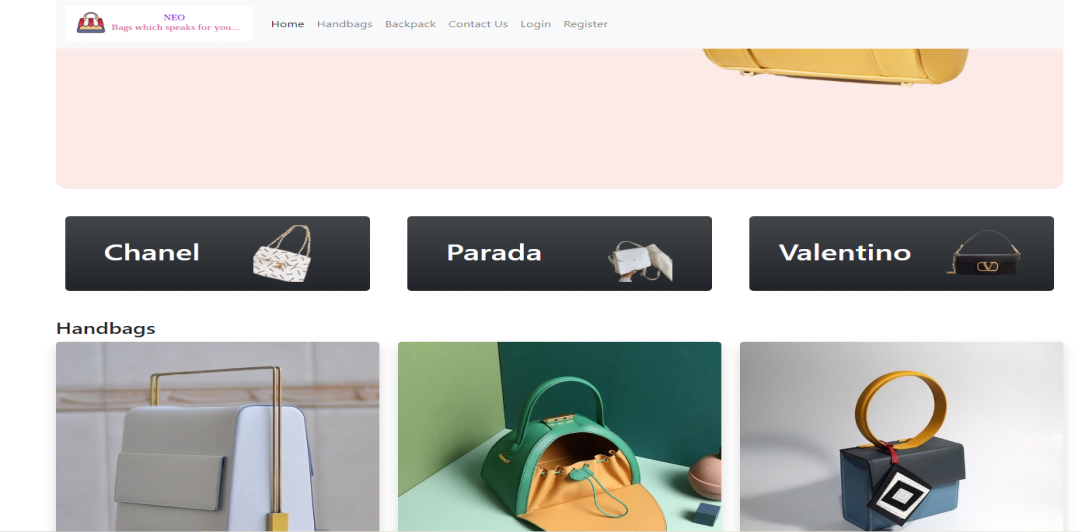 NEO
Bags which speaks for you....
Home Handbags Backpack Contact Us Login Register
Chanel Parada Valentino
Handbags